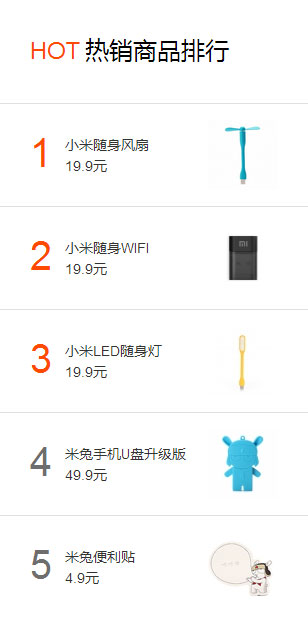 HOT 热销商品排行
1
小米随身风扇
19.9元
2
小米随身WIFI
19.9元
MI
3
小米LED随身灯
19.9元
4
米兔手机U盘升级版
49.9元
5
米兔便利贴
4.9元